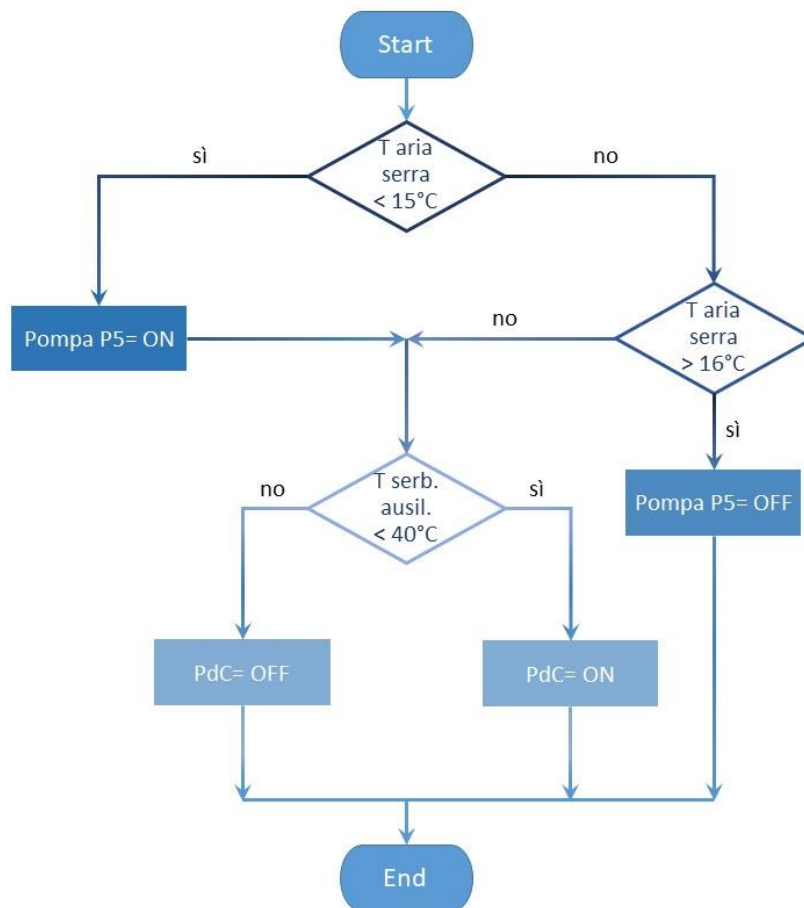 Start
T aria
serra
< 15°C
sì
no
Pompa P5= ON
no
T aria
serra
> 16°C
sì
T serb.
ausil.
< 40°C
no
sì
Pompa P5= OFF
PdC= OFF
PdC= ON
End